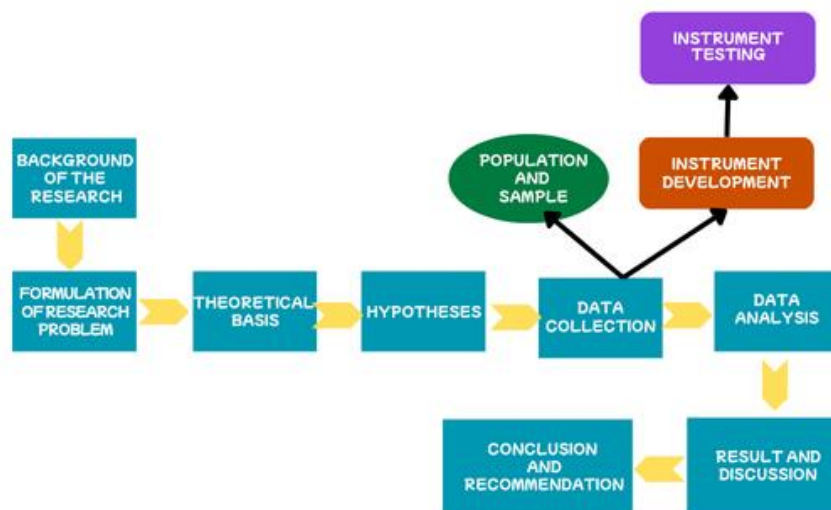 INSTRUMENT
TESTING
BACKGROUND
OF THE
RESEARCH
POPULATION
AND
SAMPLE
INSTRUMENT
DEVELOPMENT
FORMULATION
OF RESEARCH
PROBLEM
THEORETICAL
BASIS
HYPOTHESES
DATA
COLLECTION
DATA
ANALYSIS
CONCLUSION
AND
RECOMMENDATION
RESULT AND
DISCUSSION